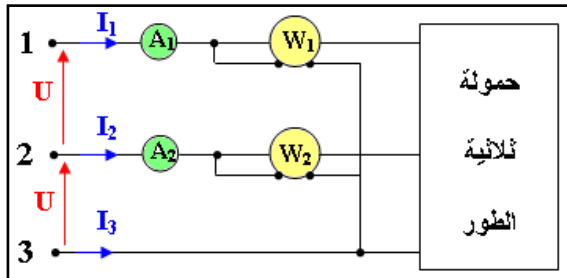 1 I₁ A₁ W₁
U
حمولة
2 I₂ A₂ W₂
ثلاثية
U
3 I₃
الطور